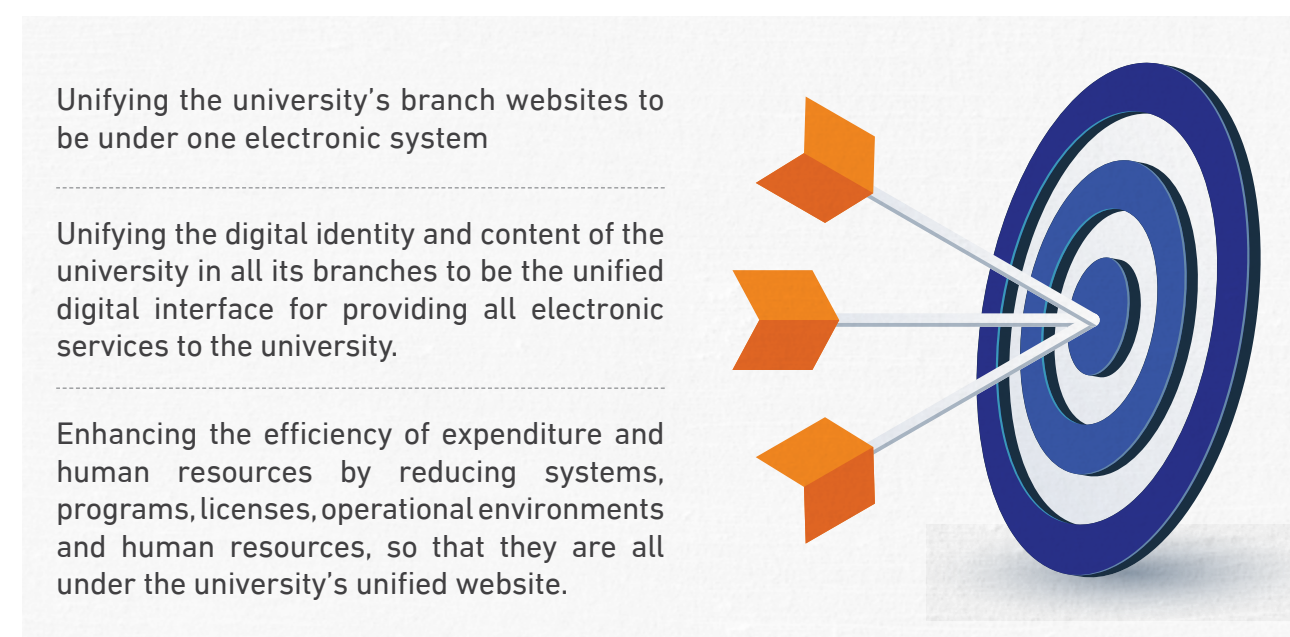 Unifying the university’s branch websites to
be under one electronic system
Unifying the digital identity and content of the
university in all its branches to be the unified
digital interface for providing all electronic
services to the university.
Enhancing the efficiency of expenditure and
human resources by reducing systems,
programs, licenses, operational environments
and human resources, so that they are all
under the university’s unified website.